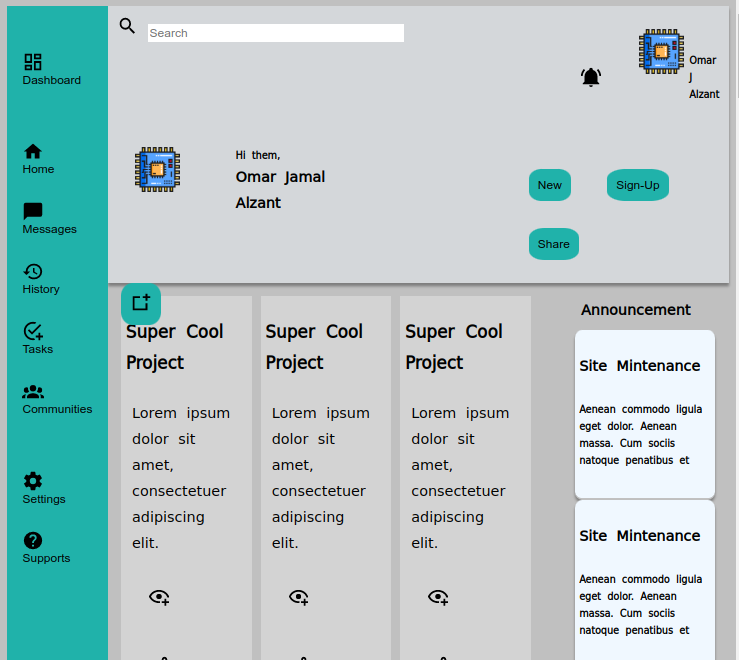 Search
Omar
J
Alzant
Dashboard
Home
Messages
History
Tasks
Communities
Settings
Supports
Hi them,
Omar Jamal
Alzant
New
Sign-Up
Share
Super Cool
Project
Lorem ipsum
dolor sit
amet,
consectetuer
adipiscing
elit.
Super Cool
Project
Lorem ipsum
dolor sit
amet,
consectetuer
adipiscing
elit.
Super Cool
Project
Lorem ipsum
dolor sit
amet,
consectetuer
adipiscing
elit.
Announcement
Site Mintenance
Aenean commodo ligula
eget dolor. Aenean
massa. Cum sociis
natoque penatibus et
Site Mintenance
Aenean commodo ligula
eget dolor. Aenean
massa. Cum sociis
natoque penatibus et